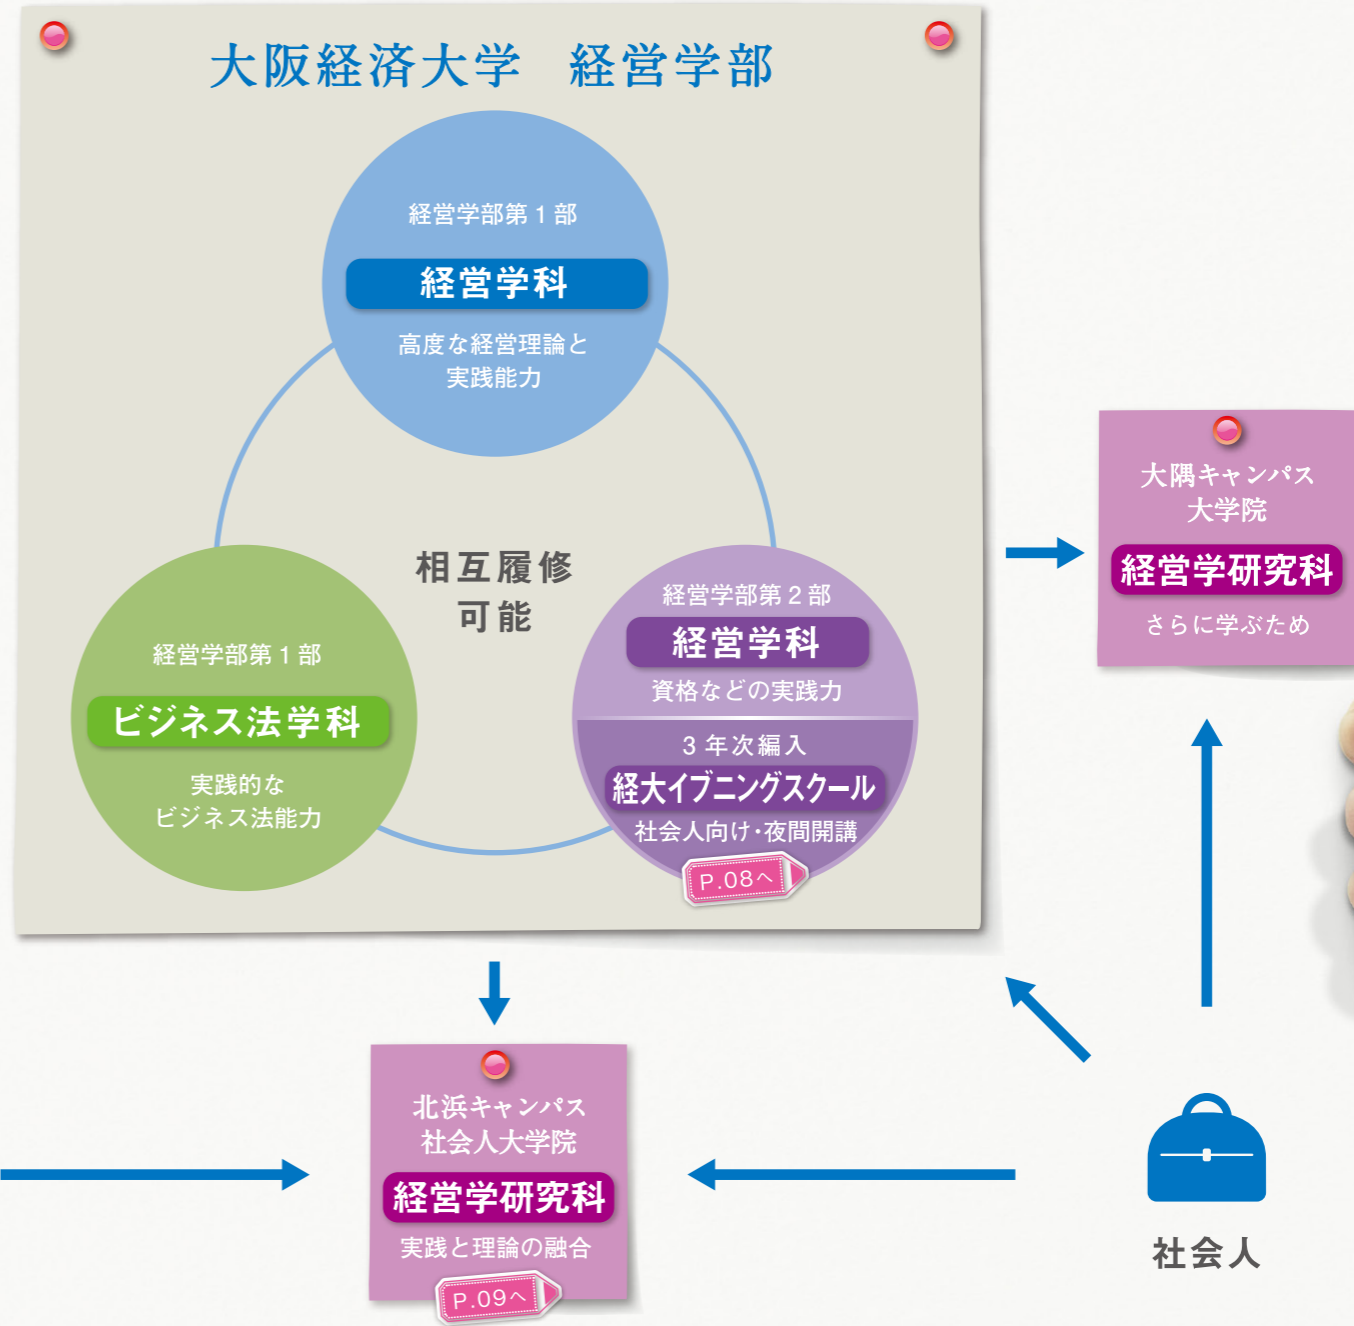 大阪経済大学 経営学部
経営学部第1部
経営学科
高度な経営理論と
実践能力
相互履修
可能
経営学部第1部
ビジネス法学科
実践的な
ビジネス法能力
経営学部第2部
経営学科
資格などの実践力
3年次編入
経大イブニングスクール
社会人向け・夜間開講
P.08へ
大隅キャンパス
大学院
経営学研究科
さらに学ぶため
北浜キャンパス
社会人大学院
経営学研究科
実践と理論の融合
P.09へ
社会人